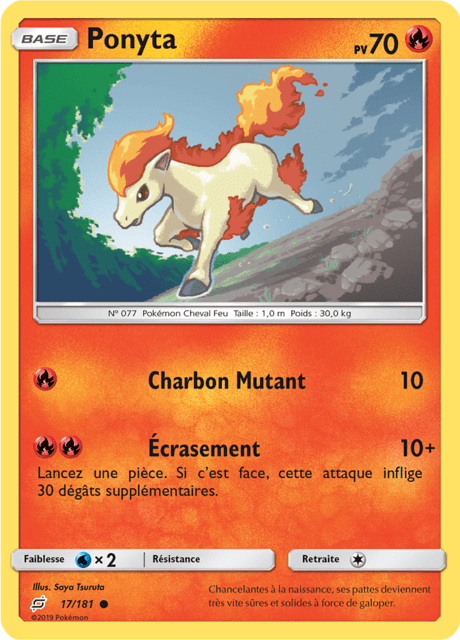 BASE Ponyta PV 70
N° 077 Pokémon Cheval Feu Taille : 1,0 m Poids : 30,0 kg
Charbon Mutant 10
Écrasement 10+
Lancez une pièce. Si c'est face, cette attaque inflige
30 dégâts supplémentaires.
Faiblesse ×2 Résistance Retraite
Illus. Saya Tsuruta
17/181
©2019 Pokémon
Chancelantes à la naissance, ses pattes deviennent
très vite sûres et solides à force de galoper.